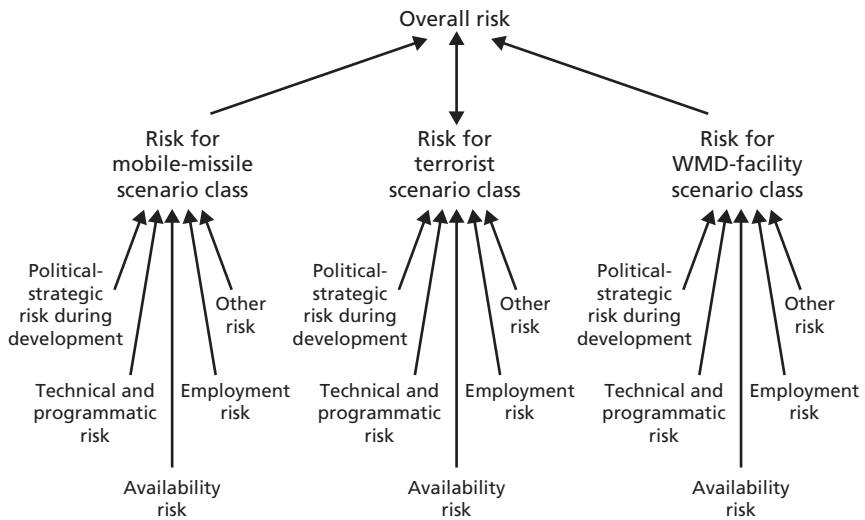 Overall risk
Risk for
mobile-missile
scenario class
Risk for
terrorist
scenario class
Risk for
WMD-facility
scenario class
Political-
strategic
risk during
development
Other
risk
Political-
strategic
risk during
development
Other
risk
Political-
strategic
risk during
development
Other
risk
Technical and
programmatic
risk
Employment
risk
Technical and
programmatic
risk
Employment
risk
Technical and
programmatic
risk
Employment
risk
Availability
risk
Availability
risk
Availability
risk